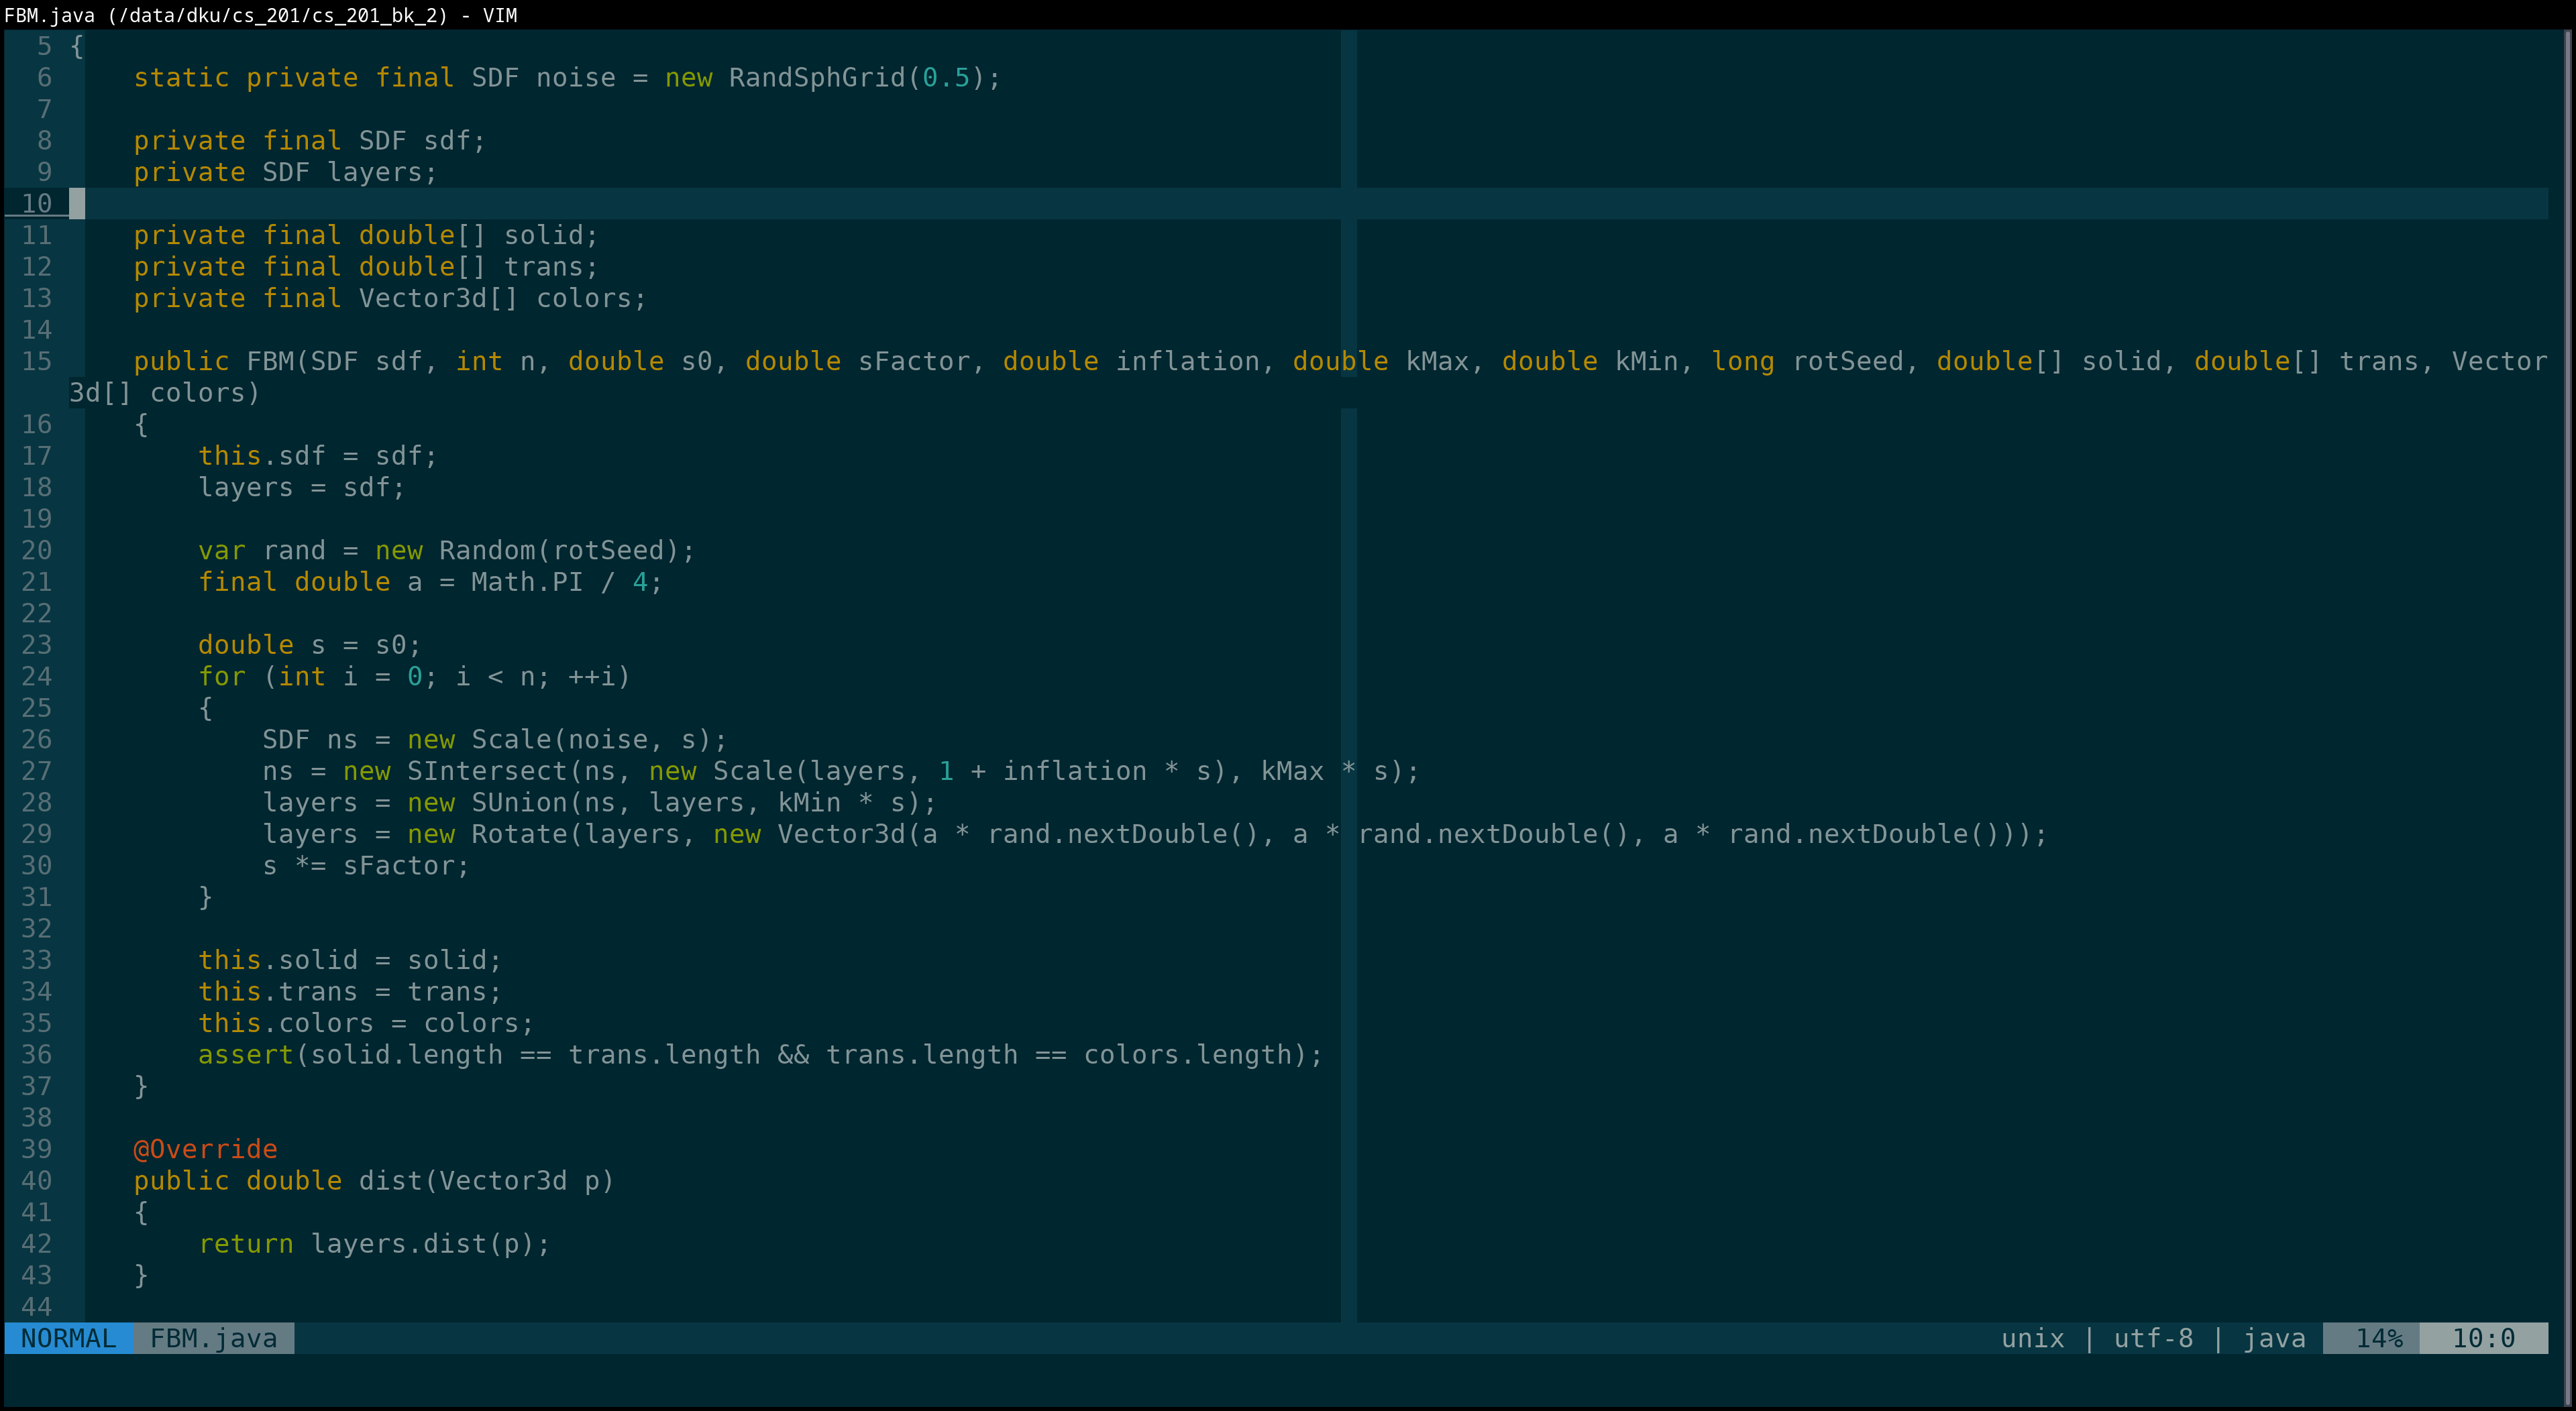 FBM.java (/data/dku/cs_201/cs_201_bk_2) - VIM
5 {
6     static private final SDF noise = new RandSphGrid(0.5);
7
8     private final SDF sdf;
9     private SDF layers;
10
11     private final double[] solid;
12     private final double[] trans;
13     private final Vector3d[] colors;
14
15     public FBM(SDF sdf, int n, double s0, double sFactor, double inflation, double kMax, double kMin, long rotSeed, double[] solid, double[] trans, Vector
3d[] colors)
16     {
17         this.sdf = sdf;
18         layers = sdf;
19
20         var rand = new Random(rotSeed);
21         final double a = Math.PI / 4;
22
23         double s = s0;
24         for (int i = 0; i < n; ++i)
25         {
26             SDF ns = new Scale(noise, s);
27             ns = new SIntersect(ns, new Scale(layers, 1 + inflation * s), kMax * s);
28             layers = new SUnion(ns, layers, kMin * s);
29             layers = new Rotate(layers, new Vector3d(a * rand.nextDouble(), a * rand.nextDouble(), a * rand.nextDouble()));
30             s *= sFactor;
31         }
32
33         this.solid = solid;
34         this.trans = trans;
35         this.colors = colors;
36         assert(solid.length == trans.length && trans.length == colors.length);
37     }
38
39     @Override
40     public double dist(Vector3d p)
41     {
42         return layers.dist(p);
43     }
44
NORMAL FBM.java unix | utf-8 | java 14% 10:0